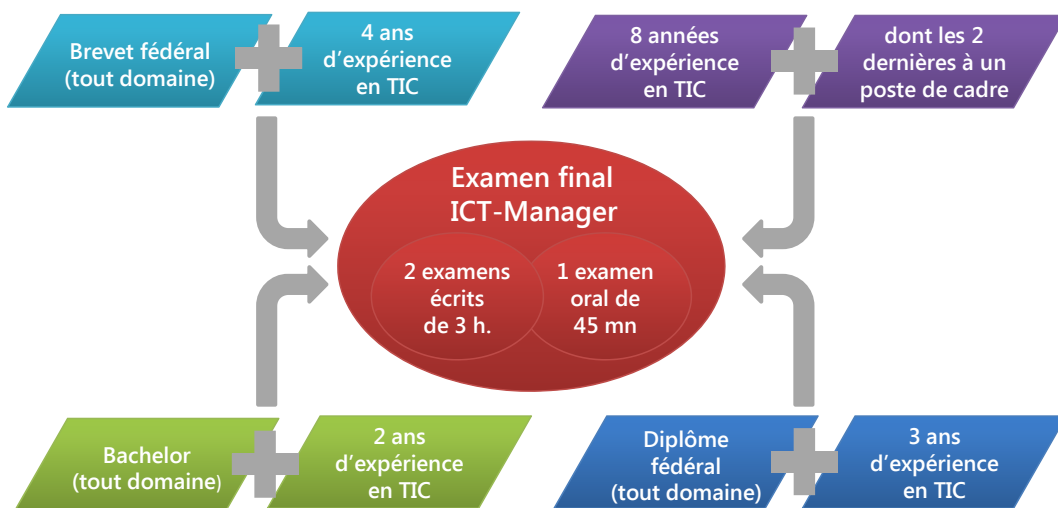 Brevet fédéral
(tout domaine)
4 ans
d'expérience
en TIC
8 années
d'expérience
en TIC
dont les 2
dernières à un
poste de cadre
Examen final
ICT-Manager
2 examens
écrits
de 3 h.
1 examen
oral de
45 mn
Bachelor
(tout domaine)
2 ans
d'expérience
en TIC
Diplôme
fédéral
(tout domaine)
3 ans
d'expérience
en TIC